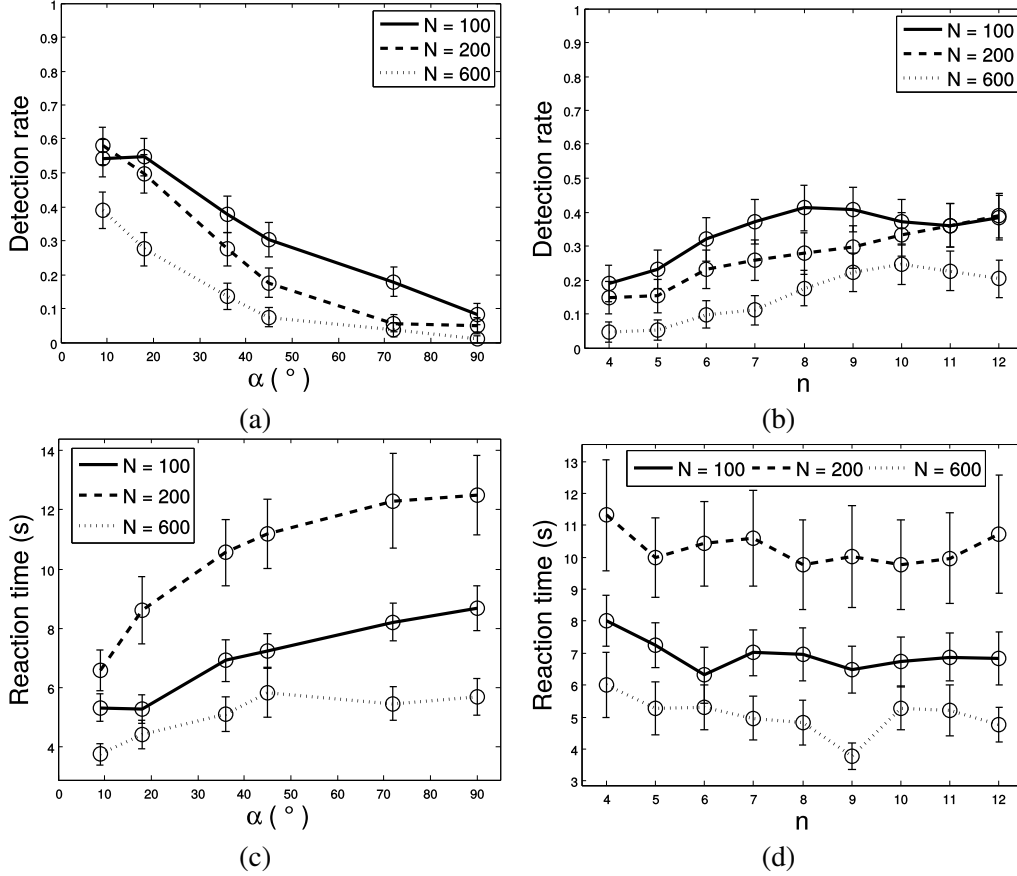 1
0.9
0.8
0.7
0.6
0.5
0.4
0.3
0.2
0.1
0
Detection rate
N = 100
N = 200
N = 600
0 10 20 30 40 50 60 70 80 90
α ( ° )
(a)
1
0.9
0.8
0.7
0.6
0.5
0.4
0.3
0.2
0.1
0
Detection rate
N = 100
N = 200
N = 600
4 5 6 7 8 9 10 11 12
n
(b)
14
12
10
8
6
4
Reaction time (s)
N = 100
N = 200
N = 600
0 10 20 30 40 50 60 70 80 90
α ( ° )
(c)
13
12
11
10
9
8
7
6
5
4
3
Reaction time (s)
N = 100 N = 200 N = 600
4 5 6 7 8 9 10 11 12
n
(d)